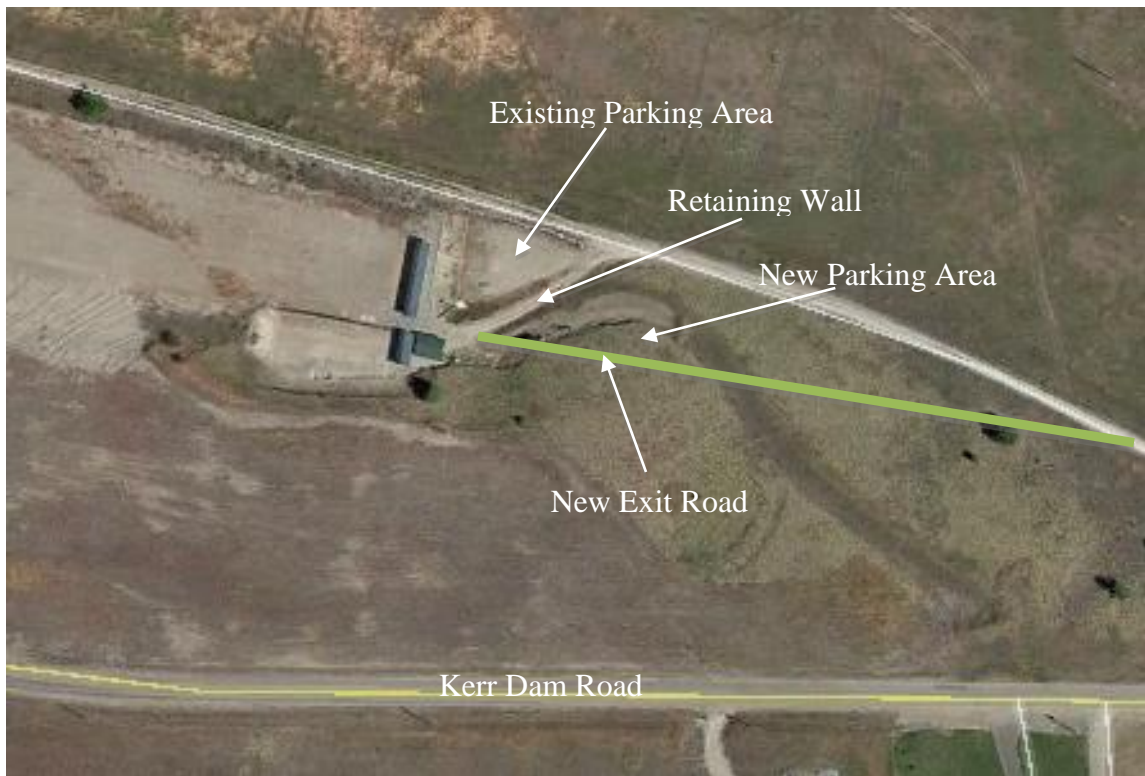 Existing Parking Area
Retaining Wall
New Parking Area
New Exit Road
Kerr Dam Road